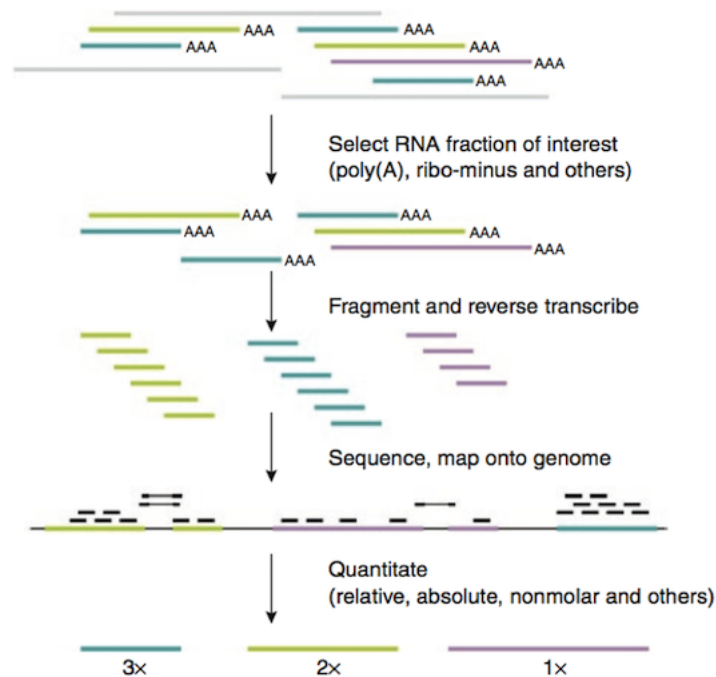 AAA
AAA
AAA
AAA
AAA
AAA
Select RNA fraction of interest
(poly(A), ribo-minus and others)
AAA
AAA
AAA
AAA
AAA
AAA
Fragment and reverse transcribe
Sequence, map onto genome
Quantitate
(relative, absolute, nonmolar and others)
3×
2×
1×